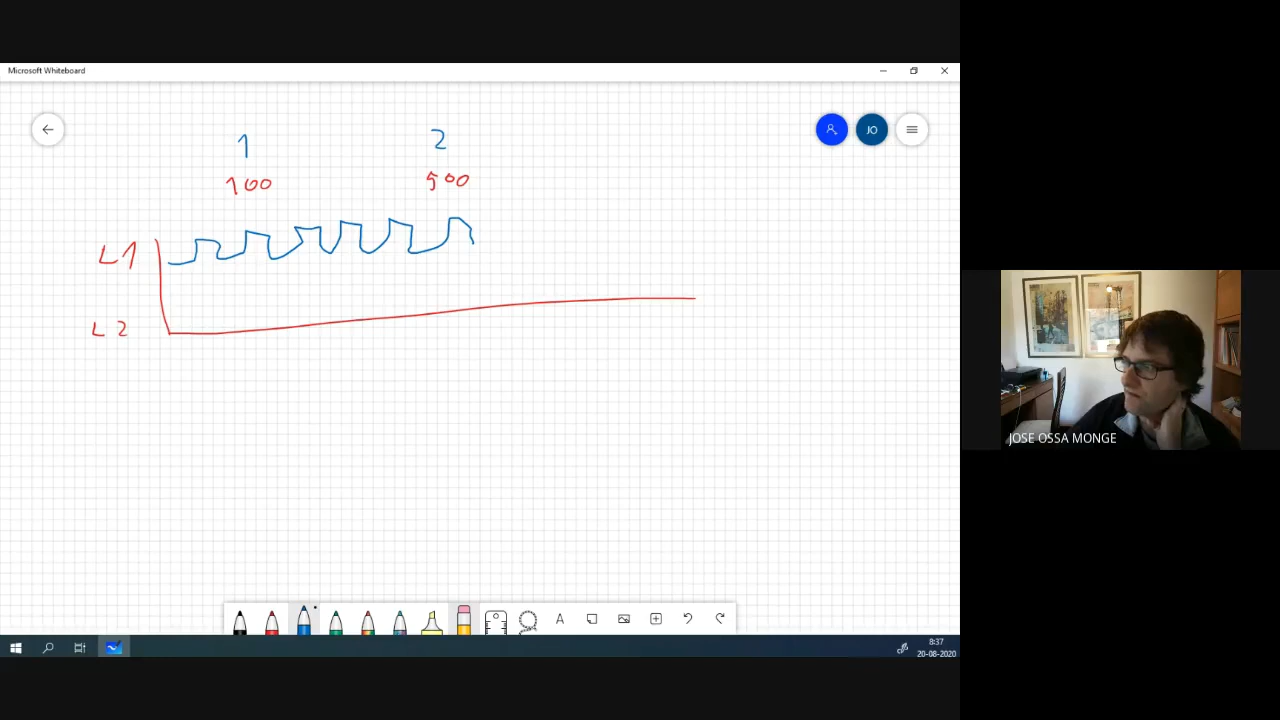 Microsoft Whiteboard
JO
1 2
100 500
L1
L2
JOSE OSSA MONGE
A
8:37
20-08-2020